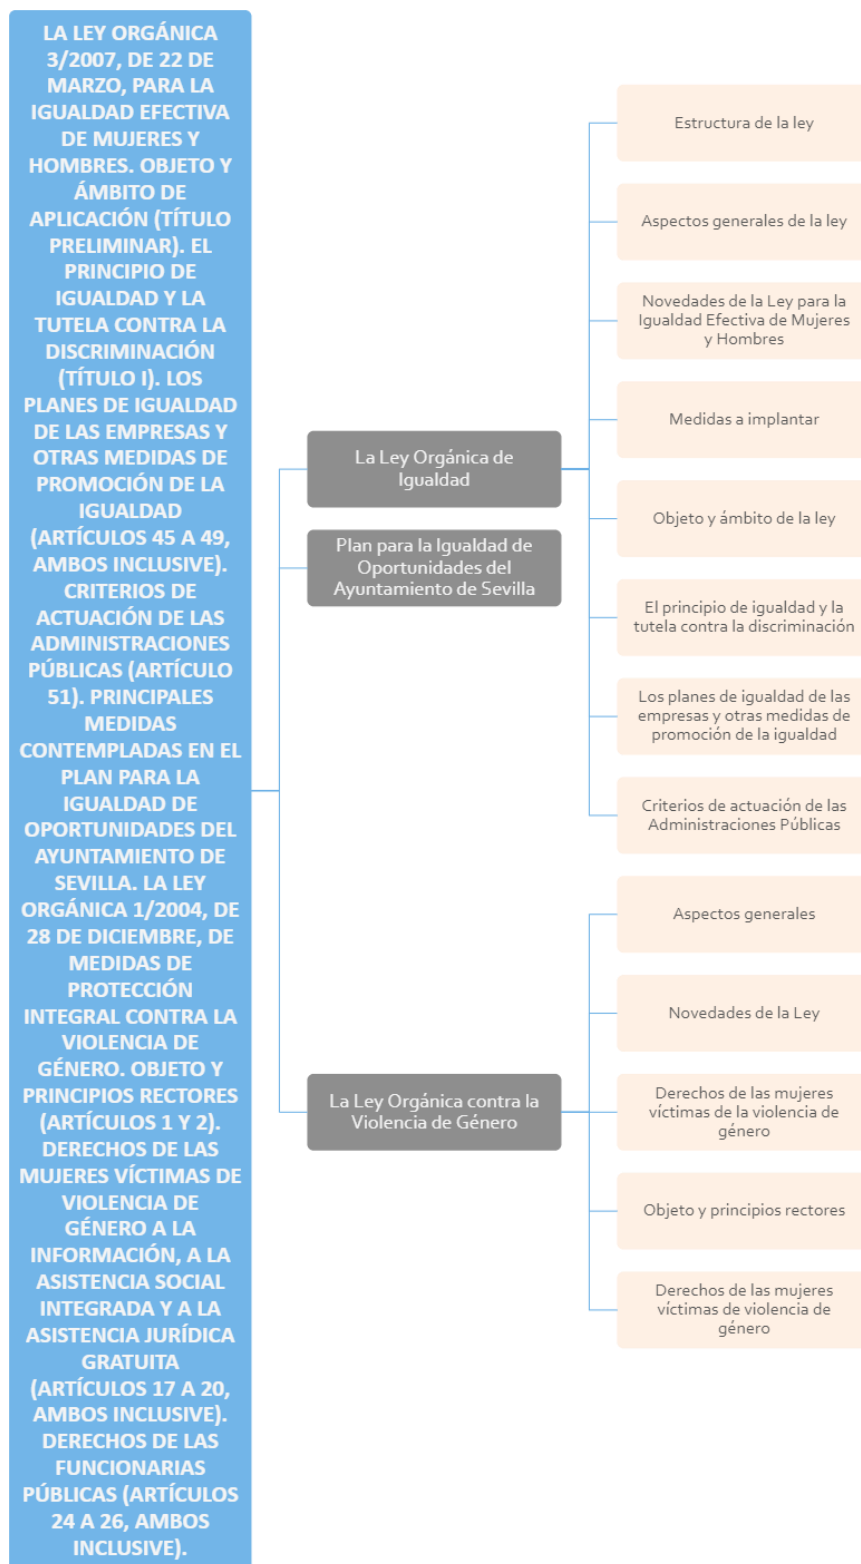 LA LEY ORGÁNICA
3/2007, DE 22 DE
MARZO, PARA LA
IGUALDAD EFECTIVA
DE MUJERES Y
HOMBRES. OBJETO Y
ÁMBITO DE
APLICACIÓN (TÍTULO
PRELIMINAR). EL
PRINCIPIO DE
IGUALDAD Y LA
TUTELA CONTRA LA
DISCRIMINACIÓN
(TÍTULO I). LOS
PLANES DE IGUALDAD
DE LAS EMPRESAS Y
OTRAS MEDIDAS DE
PROMOCIÓN DE LA
IGUALDAD
(ARTÍCULOS 45 A 49,
AMBOS INCLUSIVE).
CRITERIOS DE
ACTUACIÓN DE LAS
ADMINISTRACIONES
PÚBLICAS (ARTÍCULO
51). PRINCIPALES
MEDIDAS
CONTEMPLADAS EN EL
PLAN PARA LA
IGUALDAD DE
OPORTUNIDADES DEL
AYUNTAMIENTO DE
SEVILLA. LA LEY
ORGÁNICA 1/2004, DE
28 DE DICIEMBRE, DE
MEDIDAS DE
PROTECCIÓN
INTEGRAL CONTRA LA
VIOLENCIA DE
GÉNERO. OBJETO Y
PRINCIPIOS RECTORES
(ARTÍCULOS 1 Y 2).
DERECHOS DE LAS
MUJERES VÍCTIMAS DE
VIOLENCIA DE
GÉNERO A LA
INFORMACIÓN, A LA
ASISTENCIA SOCIAL
INTEGRADA Y A LA
ASISTENCIA JURÍDICA
GRATUITA
(ARTÍCULOS 17 A 20,
AMBOS INCLUSIVE).
DERECHOS DE LAS
FUNCIONARIAS
PÚBLICAS (ARTÍCULOS
24 A 26, AMBOS
INCLUSIVE).
La Ley Orgánica de
Igualdad
Estructura de la ley
Aspectos generales de la ley
Novedades de la Ley para la
Igualdad Efectiva de Mujeres
y Hombres
Medidas a implantar
Objeto y ámbito de la ley
El principio de igualdad y la
tutela contra la discriminación
Los planes de igualdad de las
empresas y otras medidas de
promoción de la igualdad
Criterios de actuación de las
Administraciones Públicas
Plan para la Igualdad de
Oportunidades del
Ayuntamiento de Sevilla
La Ley Orgánica contra la
Violencia de Género
Aspectos generales
Novedades de la Ley
Derechos de las mujeres
víctimas de la violencia de
género
Objeto y principios rectores
Derechos de las mujeres
víctimas de violencia de
género